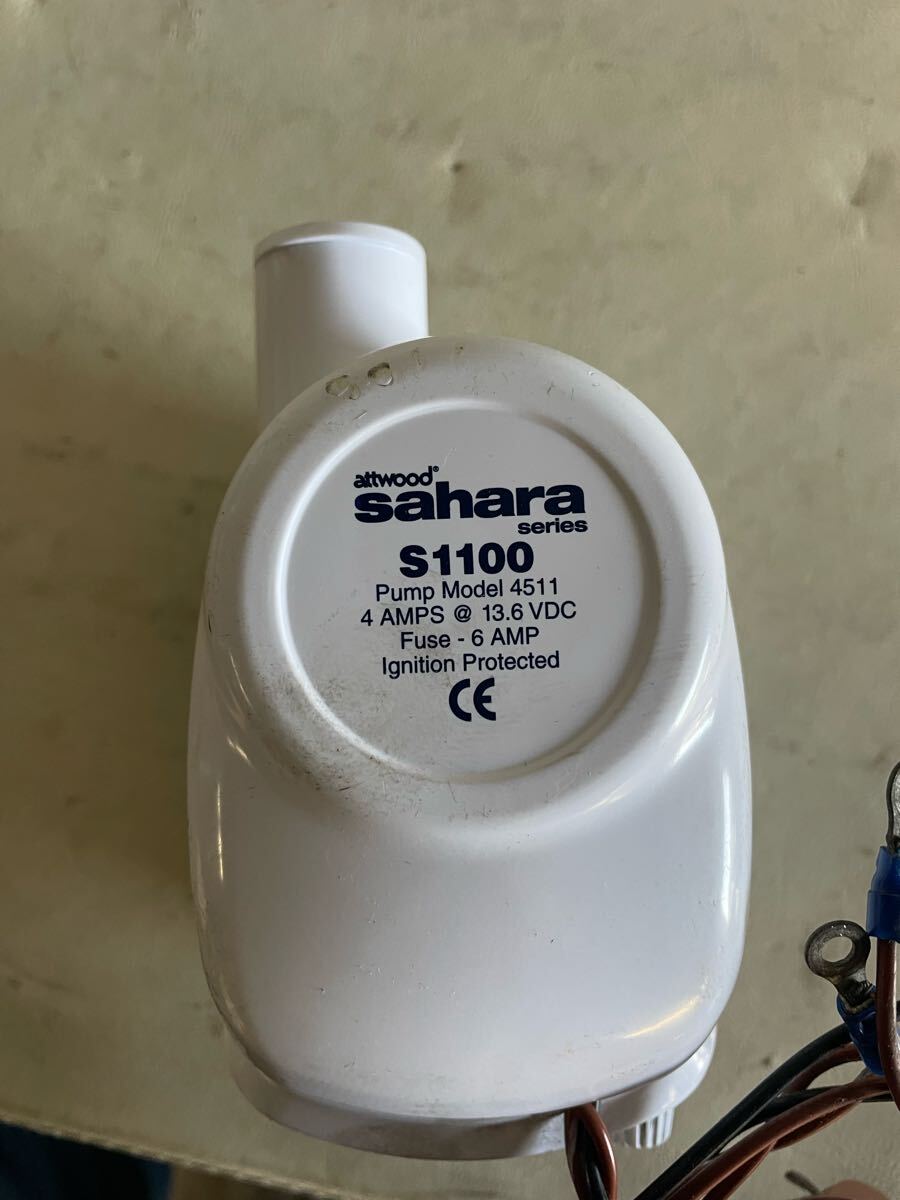 attwood®
sahara
series
S1100
Pump Model 4511
4 AMPS @ 13.6 VDC
Fuse - 6 AMP
Ignition Protected
CE